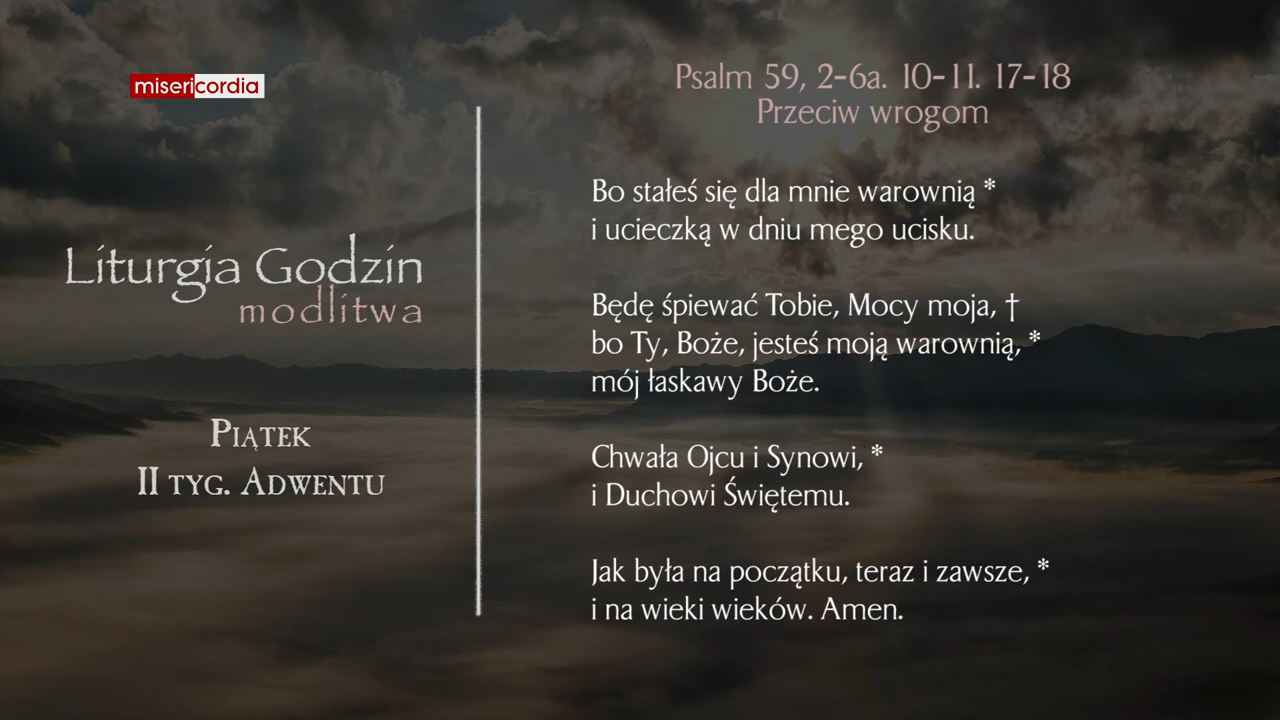 misericordia
Liturgia Godzin
modlitwa
Piątek
II tyg. Adwentu
Psalm 59, 2-6a. 10-11. 17-18
Przeciw wrogom
Bo stałeś się dla mnie warownią *
i ucieczką w dniu mego ucisku.
Będę śpiewać Tobie, Mocy moja, †
bo Ty, Boże, jesteś moją warownią, *
mój łaskawy Boże.
Chwała Ojcu i Synowi, *
i Duchowi Świętemu.
Jak była na początku, teraz i zawsze, *
i na wieki wieków. Amen.